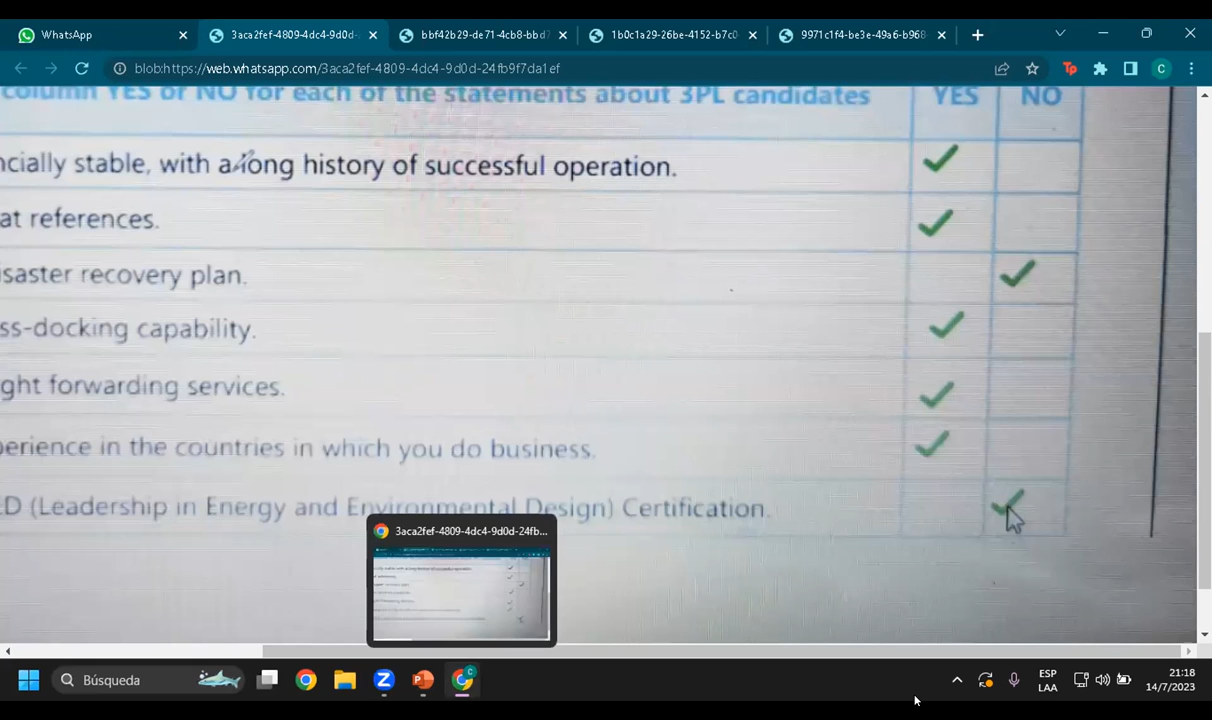 WhatsApp
3aca2fef-4809-4dc4-9d0d-
bbf42b29-de71-4cb8-bbd7
1b0c1a29-26be-4152-b7c0
9971c1f4-be3e-49a6-b968
blob:https://web.whatsapp.com/3aca2fef-4809-4dc4-9d0d-24fb9f7da1ef
column YES or NO for each of the statements about 3PL candidates YES NO
ncially stable, with a long history of successful operation.
at references.
isaster recovery plan.
ss-docking capability.
ght forwarding services.
perience in the countries in which you do business.
ED (Leadership in Energy and Environmental Design) Certification.
3aca2fef-4809-4dc4-9d0d-24fb...
Búsqueda
ESP
LAA
21:18
14/7/2023